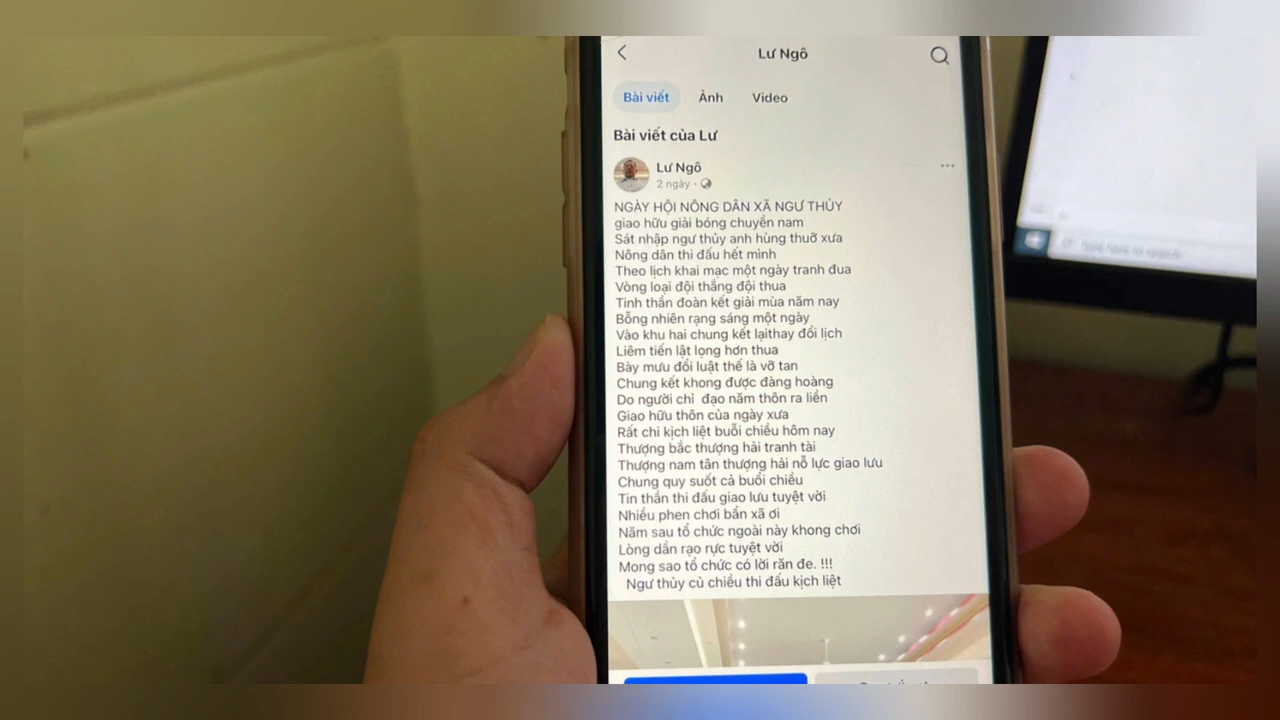 Lư Ngô
Bài viết
Ảnh
Video
Bài viết của Lư
Lư Ngô
2 ngày
NGÀY HỘI NÔNG DÂN XÃ NGƯ THỦY
giao hữu giải bóng chuyền nam
Sát nhập ngư thủy anh hùng thuỡ xưa
Nông dân thi đấu hết mình
Theo lịch khai mạc một ngày tranh đua
Vòng loại đội thắng đội thua
Tinh thần đoàn kết giải mùa năm nay
Bỗng nhiên rạng sáng một ngày
Vào khu hai chung kết lạithay đổi lịch
Liêm tiến lật lọng hơn thua
Bày mưu đổi luật thế là vỡ tan
Chung kết khong được đàng hoàng
Do người chỉ đạo năm thôn ra liền
Giao hữu thôn của ngày xưa
Rất chi kịch liệt buỗi chiều hôm nay
Thượng bắc thượng hải tranh tài
Thượng nam tân thượng hải nỗ lực giao lưu
Chung quy suốt cả buổi chiều
Tin thần thi đấu giao lưu tuyệt vời
Nhiều phen chơi bẩn xã ơi
Năm sau tổ chức ngoài này khong chơi
Lòng dần rạo rực tuyệt vời
Mong sao tổ chức có lời răn đe. !!!
Ngư thủy củ chiều thi đấu kịch liệt